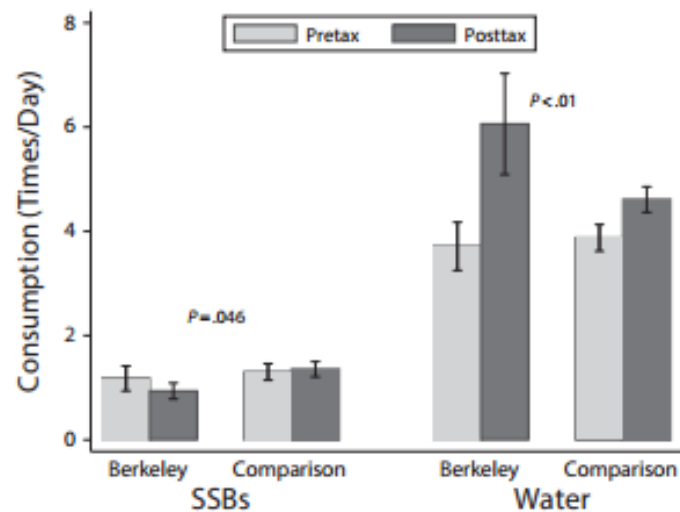 8
Pretax Posttax
P<.01
6
4
P=.046
2
0
Consumption (Times/Day)
Berkeley Comparison Berkeley Comparison
SSBs Water